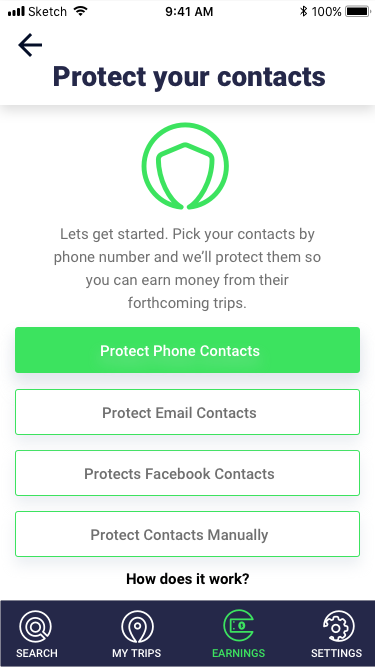 Sketch 9:41 AM 100%
Protect your contacts
Lets get started. Pick your contacts by
phone number and we’ll protect them so
you can earn money from their
forthcoming trips.
Protect Phone Contacts
Protect Email Contacts
Protects Facebook Contacts
Protect Contacts Manually
How does it work?
SEARCH MY TRIPS EARNINGS SETTINGS